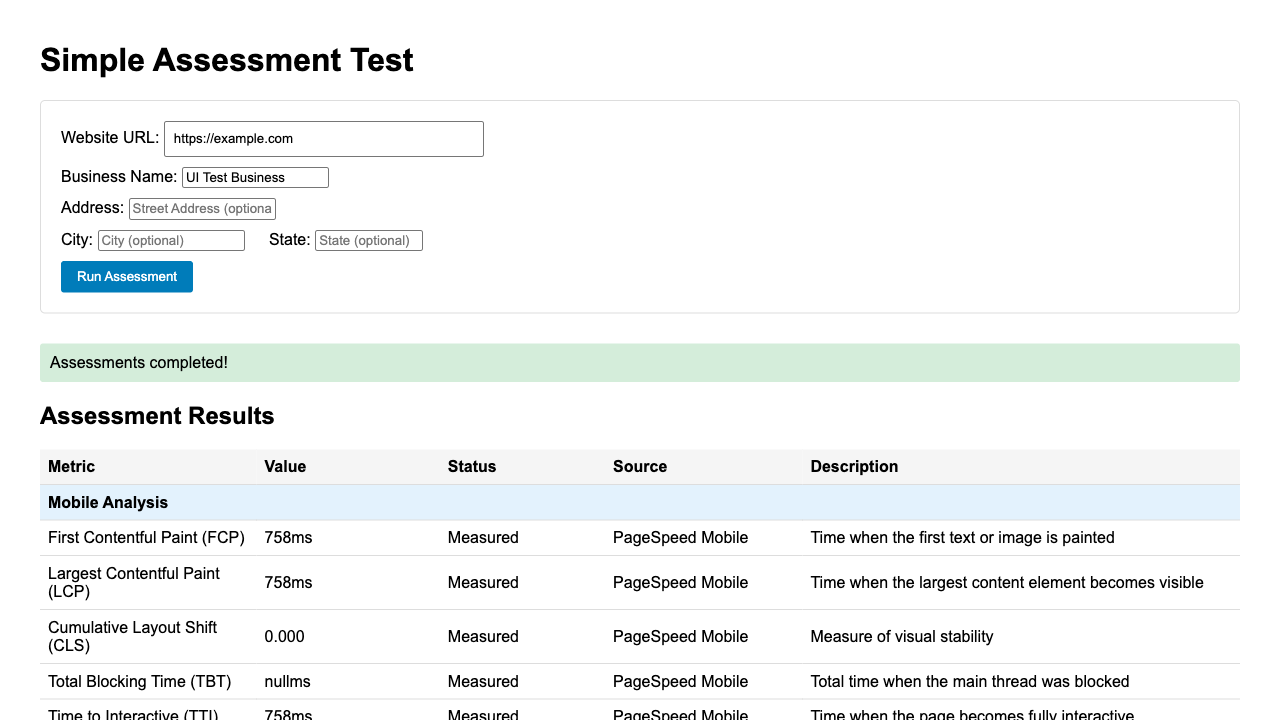 Simple Assessment Test
Website URL: https://example.com
Business Name: UI Test Business
Address: Street Address (optiona
City: City (optional) State: State (optional)
Run Assessment
Assessments completed!
Assessment Results
Metric Value Status Source Description
Mobile Analysis
First Contentful Paint (FCP) 758ms Measured PageSpeed Mobile Time when the first text or image is painted
Largest Contentful Paint
(LCP) 758ms Measured PageSpeed Mobile Time when the largest content element becomes visible
Cumulative Layout Shift
(CLS) 0.000 Measured PageSpeed Mobile Measure of visual stability
Total Blocking Time (TBT) nullms Measured PageSpeed Mobile Total time when the main thread was blocked
Time to Interactive (TTI) 758ms Measured PageSpeed Mobile Time when the page becomes fully interactive